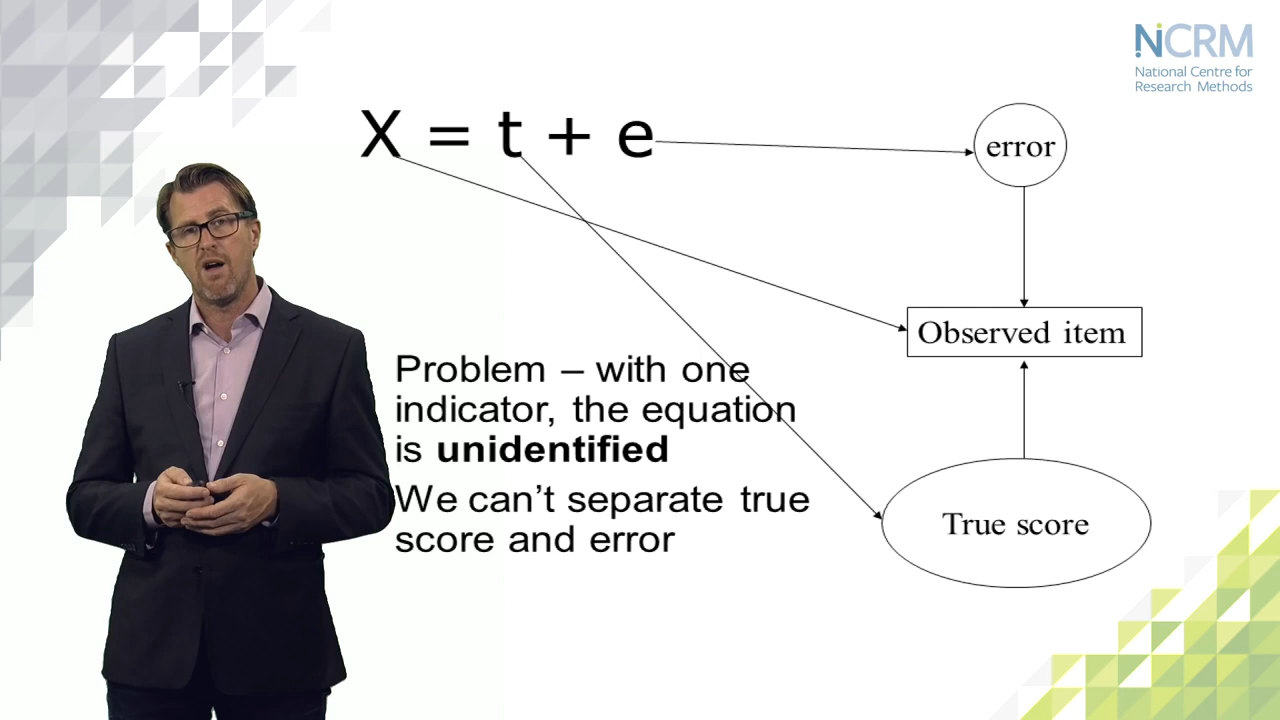 NCRM
National Centre for
Research Methods
X = t + e
error
Observed item
Problem – with one
indicator, the equation
is unidentified
We can’t separate true
score and error
True score